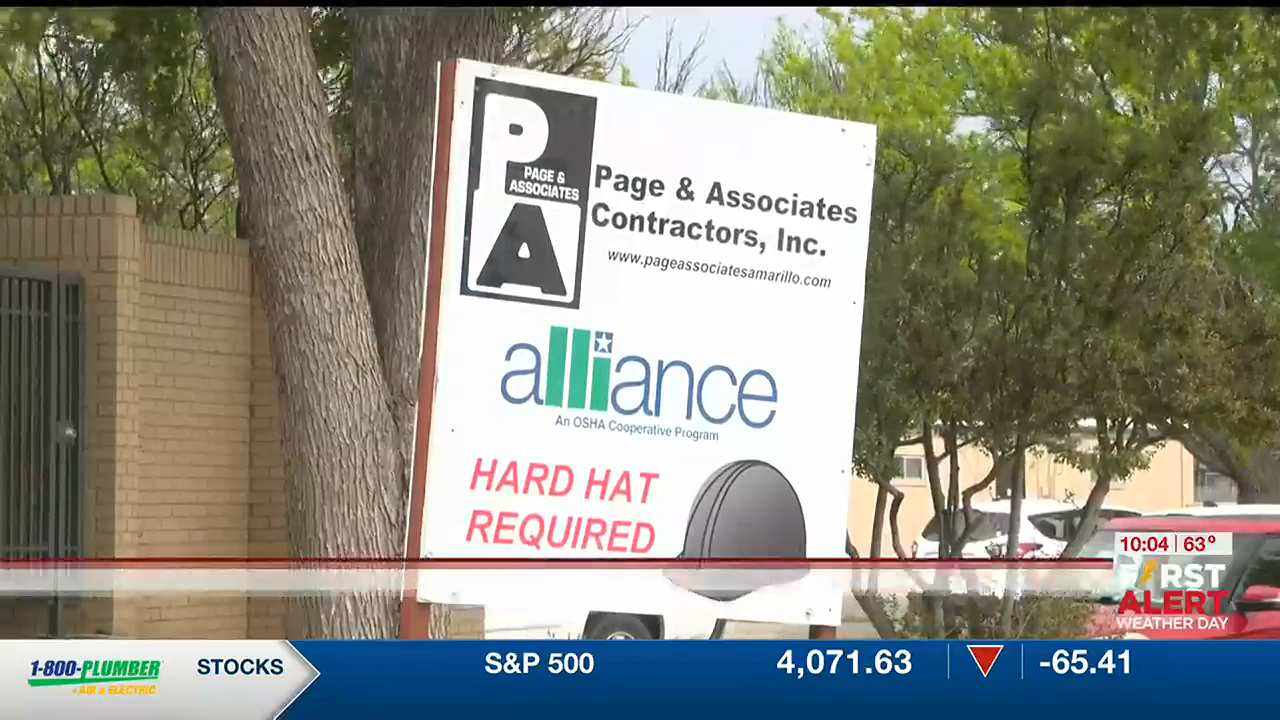 P
PAGE &
ASSOCIATES
A
Page & Associates
Contractors, Inc.
www.pageassociatesamarillo.com
alliance
An OSHA Cooperative Program
HARD HAT
REQUIRED
10:04 63°
FIRST
ALERT
WEATHER DAY
1-800-PLUMBER
+AIR & ELECTRIC
STOCKS
S&P 500 4,071.63 -65.41